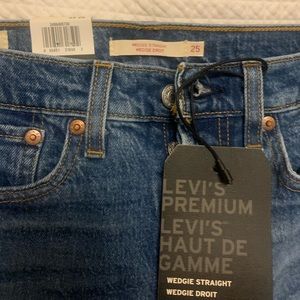 WEDGIE STRAIGHT
WEDGIE DROIT
25
LEVI'S
PREMIUM
LEVI'S
HAUT DE
GAMME
WEDGIE STRAIGHT
WEDGIE DROIT